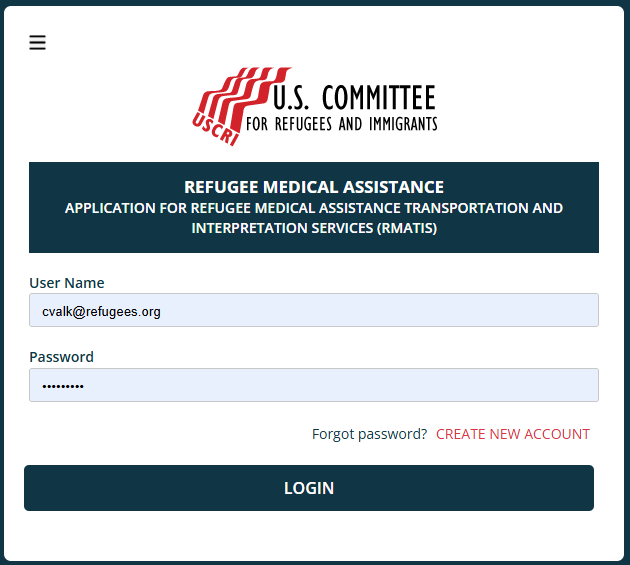 USCRI
U.S. COMMITTEE
FOR REFUGEES AND IMMIGRANTS
REFUGEE MEDICAL ASSISTANCE
APPLICATION FOR REFUGEE MEDICAL ASSISTANCE TRANSPORTATION AND
INTERPRETATION SERVICES (RMATIS)
User Name
cvalk@refugees.org
Password
•••••••••
Forgot password? CREATE NEW ACCOUNT
LOGIN